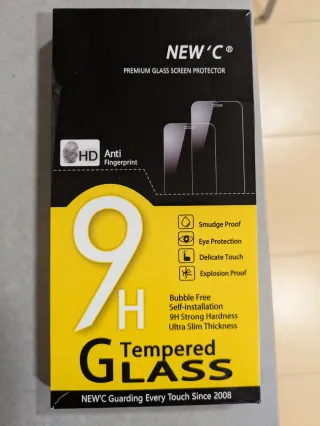 NEW'C®
PREMIUM GLASS SCREEN PROTECTOR
HD
Anti
Fingerprint
9H
Smudge Proof
Eye Protection
Delicate Touch
Explosion Proof
Bubble Free
Self-installation
9H Strong Hardness
Ultra Slim Thickness
Tempered
GLASS
NEW'C Guarding Every Touch Since 2008